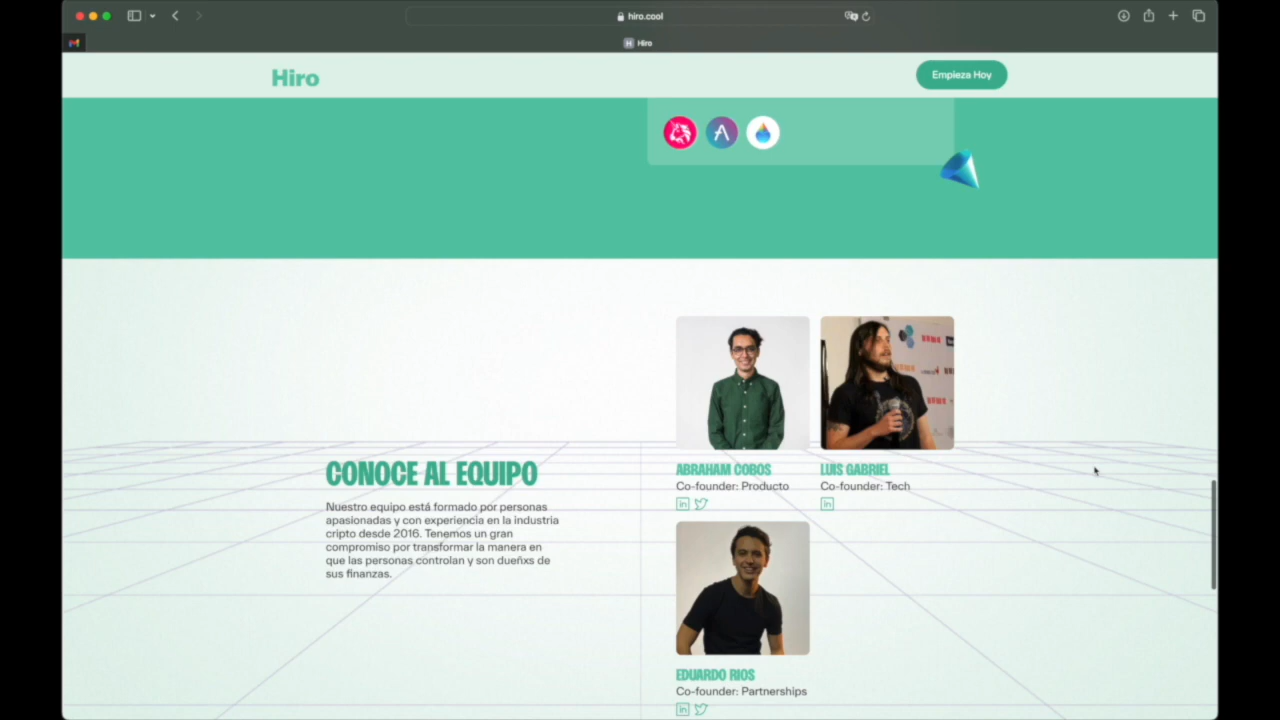 hiro.cool
Hiro
Hiro
Empieza Hoy
CONOCE AL EQUIPO
Nuestro equipo está formado por personas
apasionadas y con experiencia en la industria
cripto desde 2016. Tenemos un gran
compromiso por transformar la manera en
que las personas controlan y son dueñxs de
sus finanzas.
ABRAHAM COBOS
Co-founder: Producto
LUIS GABRIEL
Co-founder: Tech
EDUARDO RIOS
Co-founder: Partnerships